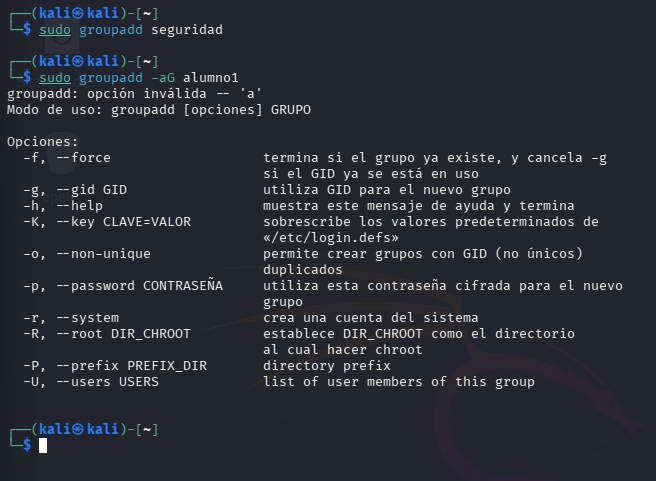 ┌──(kali㉿kali)-[~]
└─$ sudo groupadd seguridad
┌──(kali㉿kali)-[~]
└─$ sudo groupadd -aG alumno1
groupadd: opción inválida -- 'a'
Modo de uso: groupadd [opciones] GRUPO
Opciones:
-f, --force termina si el grupo ya existe, y cancela -g
si el GID ya se está en uso
-g, --gid GID utiliza GID para el nuevo grupo
-h, --help muestra este mensaje de ayuda y termina
-K, --key CLAVE=VALOR sobrescribe los valores predeterminados de
«/etc/login.defs»
-o, --non-unique permite crear grupos con GID (no únicos)
duplicados
-p, --password CONTRASEÑA utiliza esta contraseña cifrada para el nuevo
grupo
-r, --system crea una cuenta del sistema
-R, --root DIR_CHROOT establece DIR_CHROOT como el directorio
al cual hacer chroot
-P, --prefix PREFIX_DIR directory prefix
-U, --users USERS list of user members of this group
┌──(kali㉿kali)-[~]
└─$